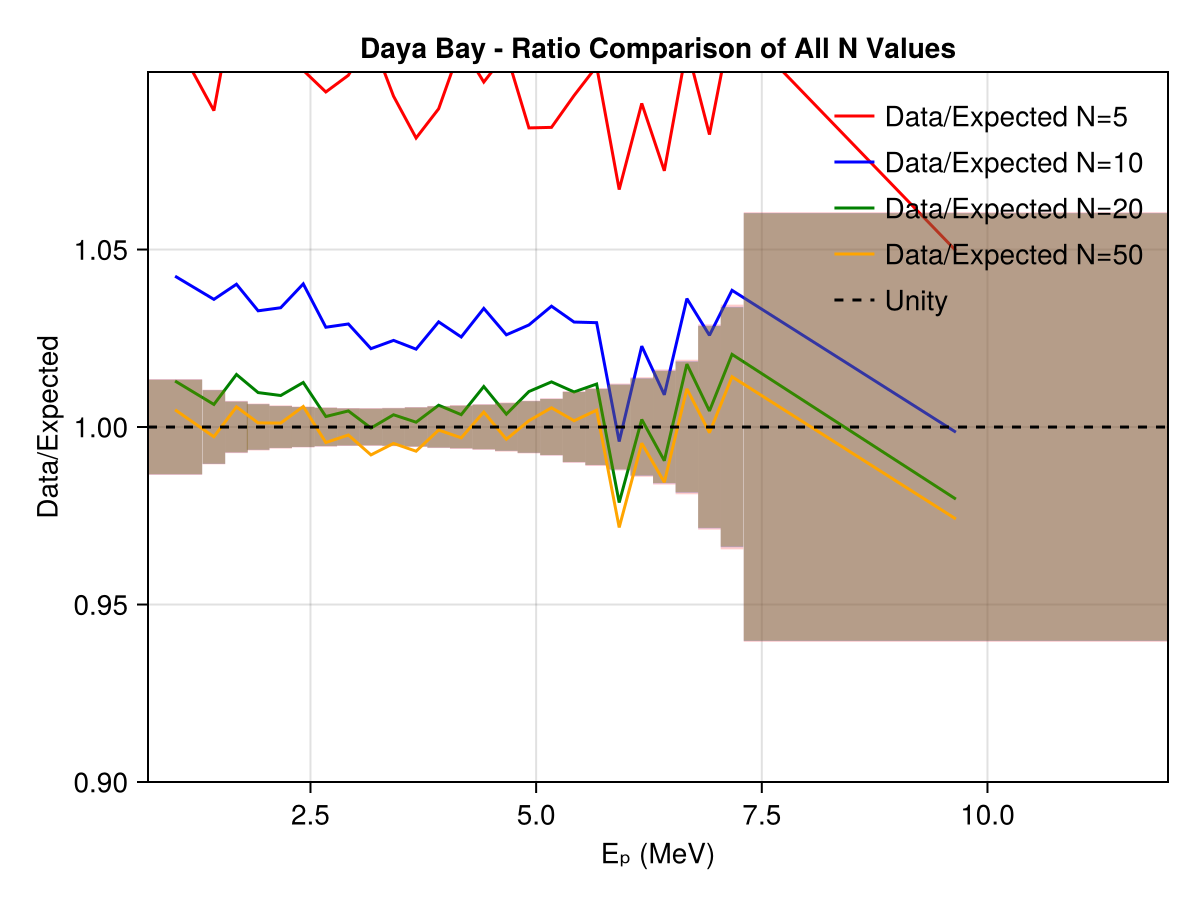 Daya Bay - Ratio Comparison of All N Values
Data/Expected N=5
Data/Expected N=10
Data/Expected N=20
Data/Expected N=50
Unity
Data/Expected
1.05
1.00
0.95
0.90
2.5
5.0
7.5
10.0
Eₚ (MeV)